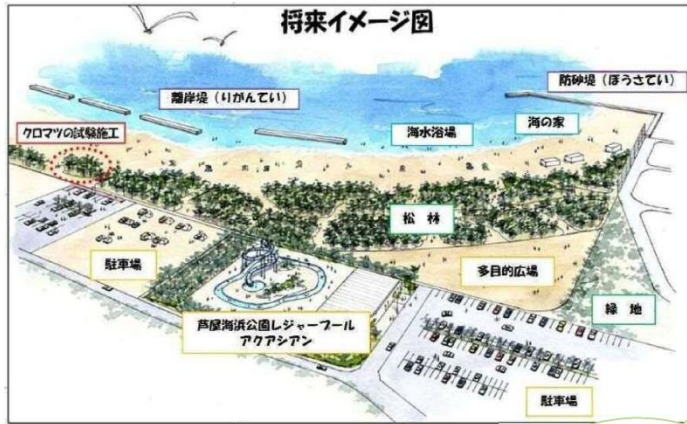 将来イメージ図
離岸堤（りがんてい）
防砂堤（ぼうさてい）
クロマツの試験施工
海水浴場
海の家
松林
駐車場
多目的広場
緑地
芦屋海浜公園レジャープール
アクアシアン
駐車場